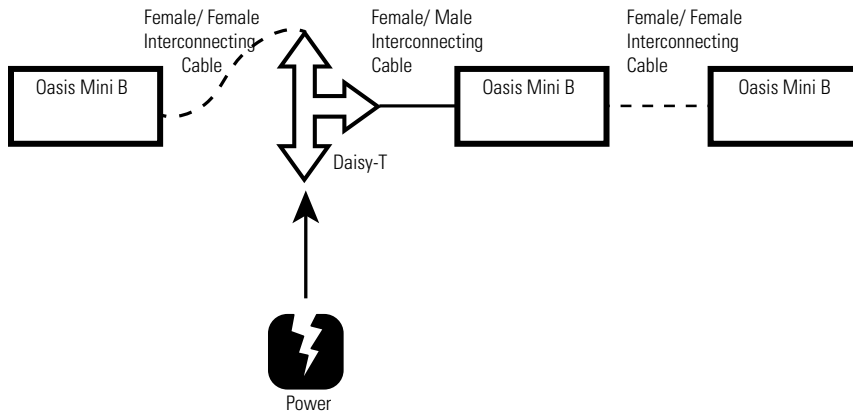 Female/ Female
Interconnecting
Cable
Female/ Male
Interconnecting
Cable
Female/ Female
Interconnecting
Cable
Oasis Mini B
Oasis Mini B
Oasis Mini B
Daisy-T
Power